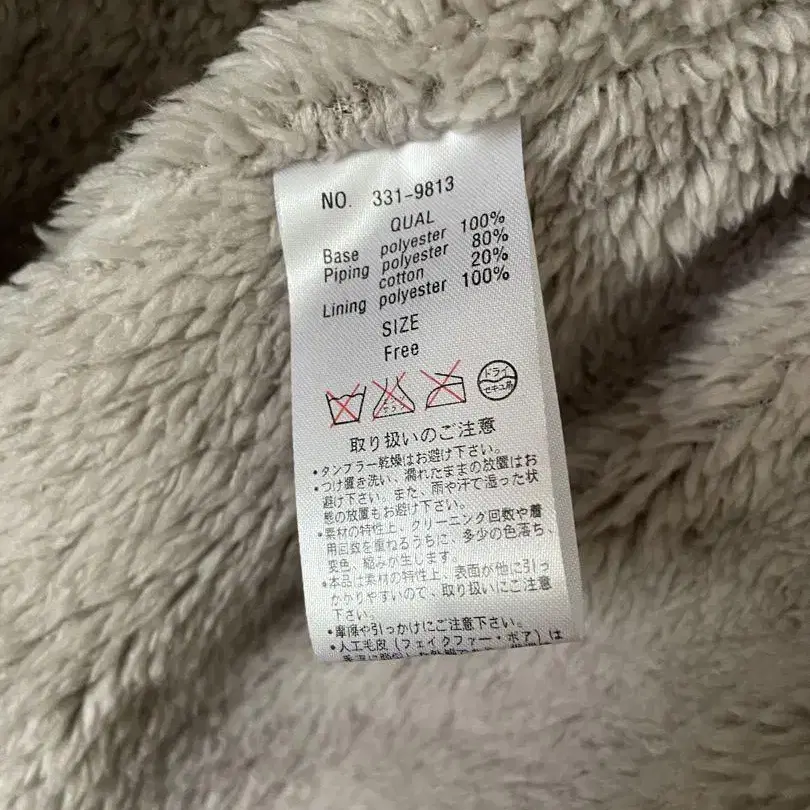 NO. 331-9813
QUAL
Base polyester 100%
Piping polyester 80%
cotton 20%
Lining polyester 100%
SIZE
Free
ドライ
セキユ系
取り扱いのご注意
・タンブラー乾燥はお避け下さい。
・つけ置き洗い、濡れたままの放置はお
避け下さい。また、雨や汗で湿った状
態の放置もお避け下さい。
・素材の特性上、クリーニング回数や着
用回数を重ねるうちに、多少の色落ち、
変色、縮みが生じます。
・本品は素材の特性上、表面が他に引っ
かかりやすいので、取り扱いにご注意
下さい。
・摩擦や引っかけにご注意下さい。
・人工毛皮(フェイクファー・ボア)は